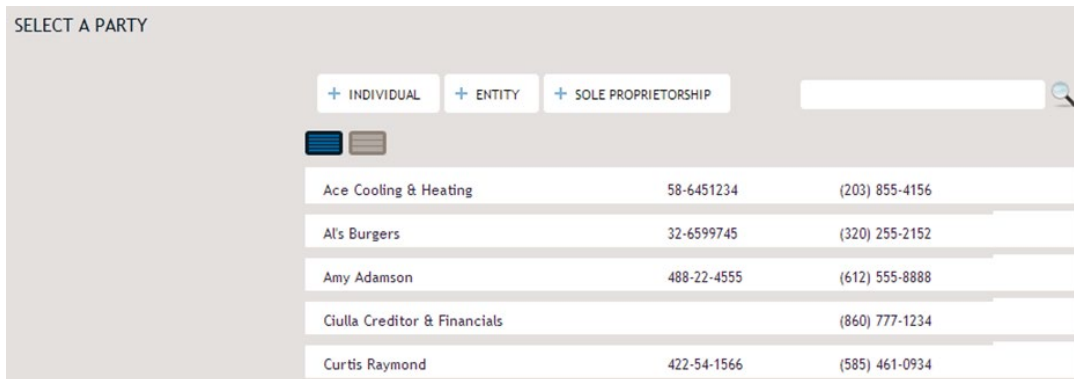 SELECT A PARTY
+ INDIVIDUAL + ENTITY + SOLE PROPRIETORSHIP
Ace Cooling & Heating 58-6451234 (203) 855-4156
Al's Burgers 32-6599745 (320) 255-2152
Amy Adamson 488-22-4555 (612) 555-8888
Ciulla Creditor & Financials (860) 777-1234
Curtis Raymond 422-54-1566 (585) 461-0934